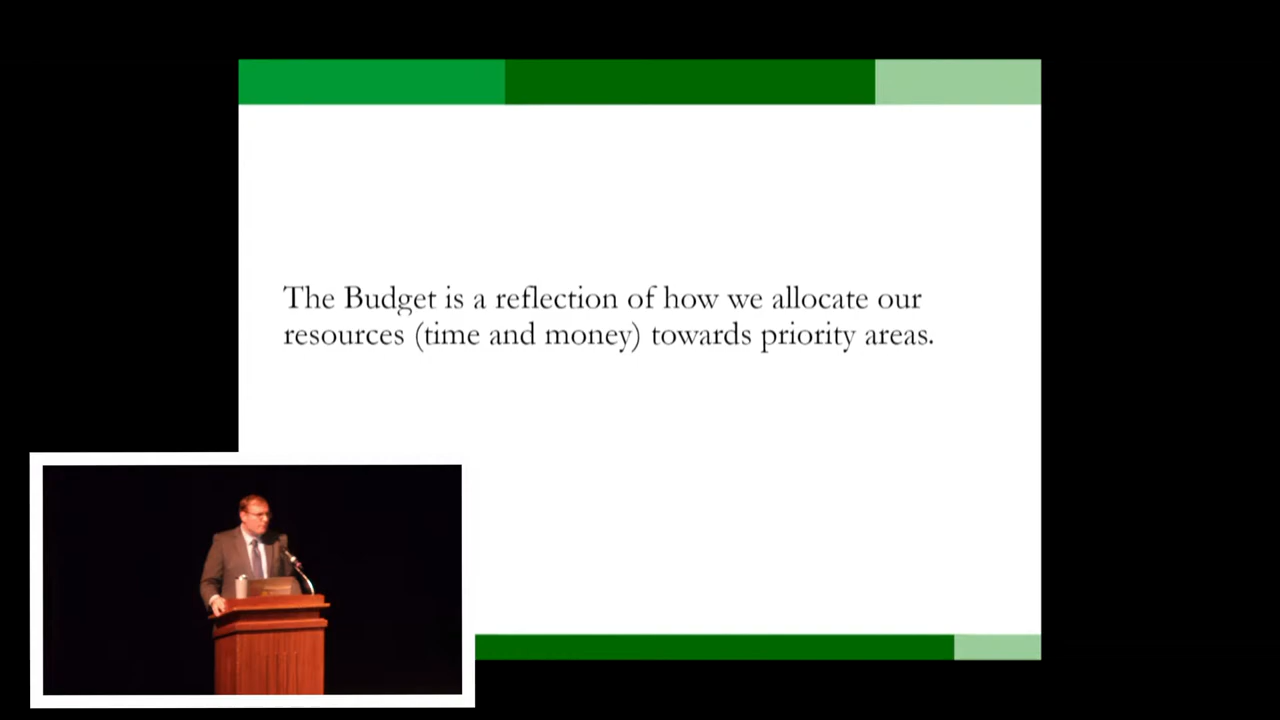 The Budget is a reflection of how we allocate our
resources (time and money) towards priority areas.